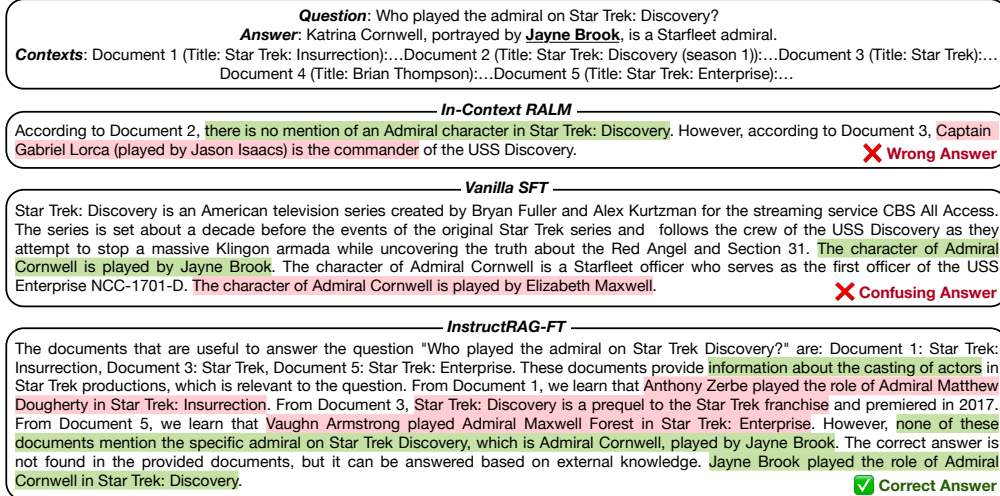 Question: Who played the admiral on Star Trek: Discovery?
Answer: Katrina Cornwell, portrayed by Jayne Brook, is a Starfleet admiral.
Contexts: Document 1 (Title: Star Trek: Insurrection):…Document 2 (Title: Star Trek: Discovery (season 1)):…Document 3 (Title: Star Trek):…
Document 4 (Title: Brian Thompson):…Document 5 (Title: Star Trek: Enterprise):…
In-Context RALM
According to Document 2, there is no mention of an Admiral character in Star Trek: Discovery. However, according to Document 3, Captain
Gabriel Lorca (played by Jason Isaacs) is the commander of the USS Discovery.
❌ Wrong Answer
Vanilla SFT
Star Trek: Discovery is an American television series created by Bryan Fuller and Alex Kurtzman for the streaming service CBS All Access.
The series is set about a decade before the events of the original Star Trek series and follows the crew of the USS Discovery as they
attempt to stop a massive Klingon armada while uncovering the truth about the Red Angel and Section 31. The character of Admiral
Cornwell is played by Jayne Brook. The character of Admiral Cornwell is a Starfleet officer who serves as the first officer of the USS
Enterprise NCC-1701-D. The character of Admiral Cornwell is played by Elizabeth Maxwell.
❌ Confusing Answer
InstructRAG-FT
The documents that are useful to answer the question "Who played the admiral on Star Trek Discovery?" are: Document 1: Star Trek:
Insurrection, Document 3: Star Trek, Document 5: Star Trek: Enterprise. These documents provide information about the casting of actors in
Star Trek productions, which is relevant to the question. From Document 1, we learn that Anthony Zerbe played the role of Admiral Matthew
Dougherty in Star Trek: Insurrection. From Document 3, Star Trek: Discovery is a prequel to the Star Trek franchise and premiered in 2017.
From Document 5, we learn that Vaughn Armstrong played Admiral Maxwell Forest in Star Trek: Enterprise. However, none of these
documents mention the specific admiral on Star Trek Discovery, which is Admiral Cornwell, played by Jayne Brook. The correct answer is
not found in the provided documents, but it can be answered based on external knowledge. Jayne Brook played the role of Admiral
Cornwell in Star Trek: Discovery.
✅ Correct Answer